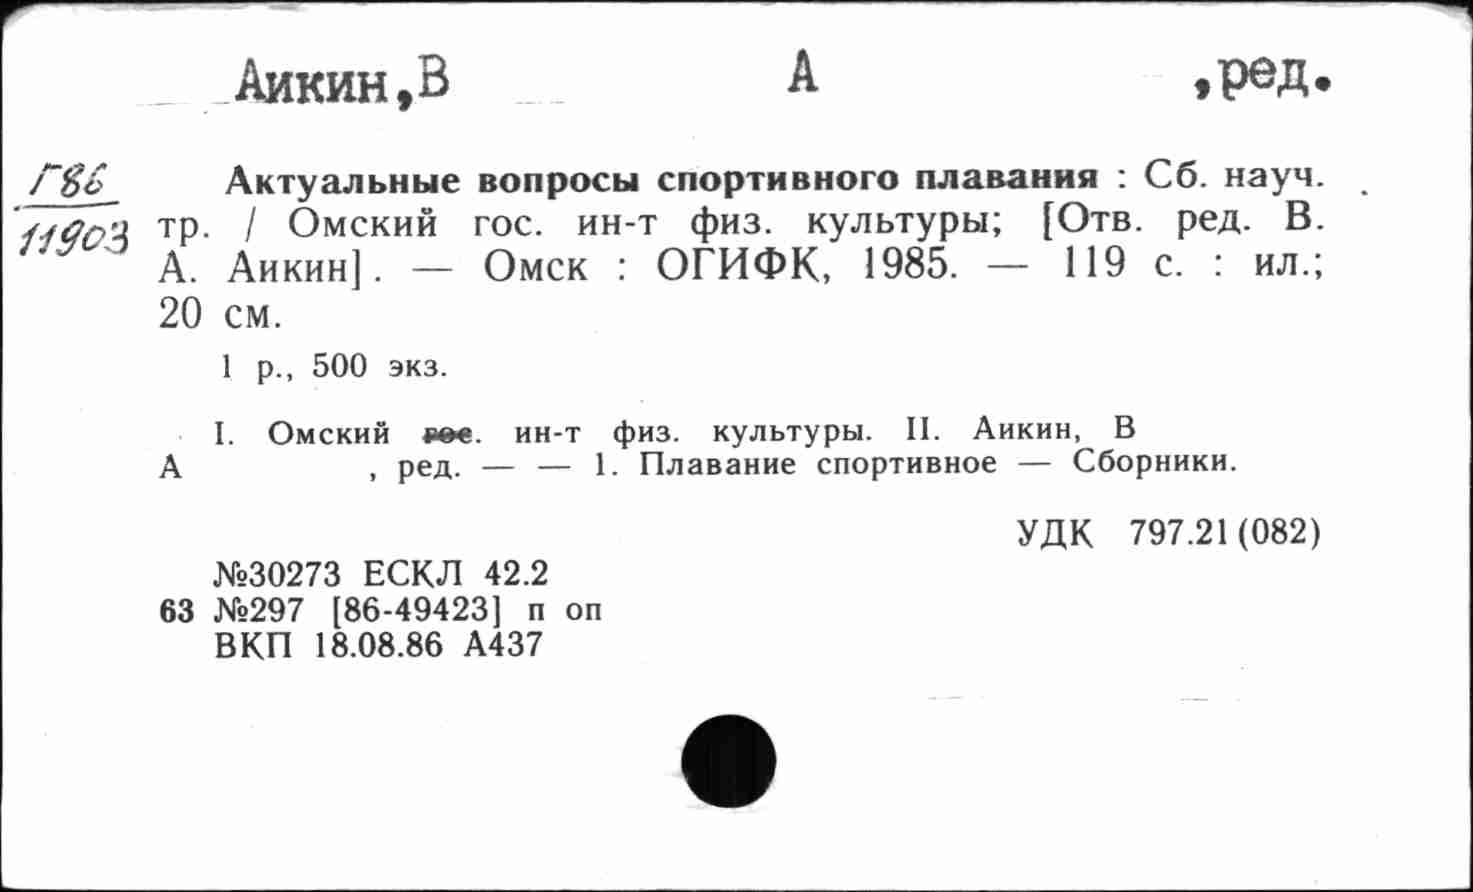 Аикин,В А ,ред.
Г86
11903
Актуальные вопросы спортивного плавания : Сб. науч.
тр. / Омский гос. ин-т физ. культуры; [Отв. ред. В.
А. Аикин]. — Омск : ОГИФК, 1985. — 119 с. : ил.;
20 см.
1 р., 500 экз.
I. Омский гос. ин-т физ. культуры. II. Аикин, В
А , ред. — — 1. Плавание спортивное — Сборники.
УДК 797.21(082)
№30273 ЕСКЛ 42.2
63 №297 [86-49423] п оп
ВКП 18.08.86 А437